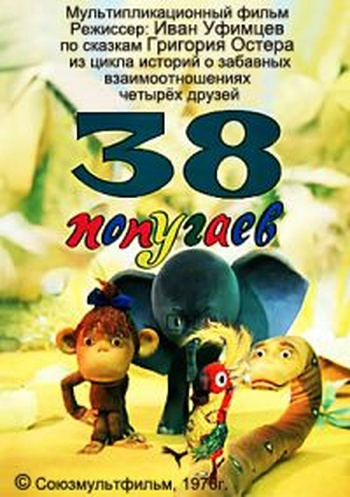 Мультипликационный фильм
Режиссер: Иван Уфимцев
по сказкам Григория Остера
из цикла историй о забавных
взаимоотношениях
четырёх друзей
38
попугаев
© Союзмультфильм, 1976г.